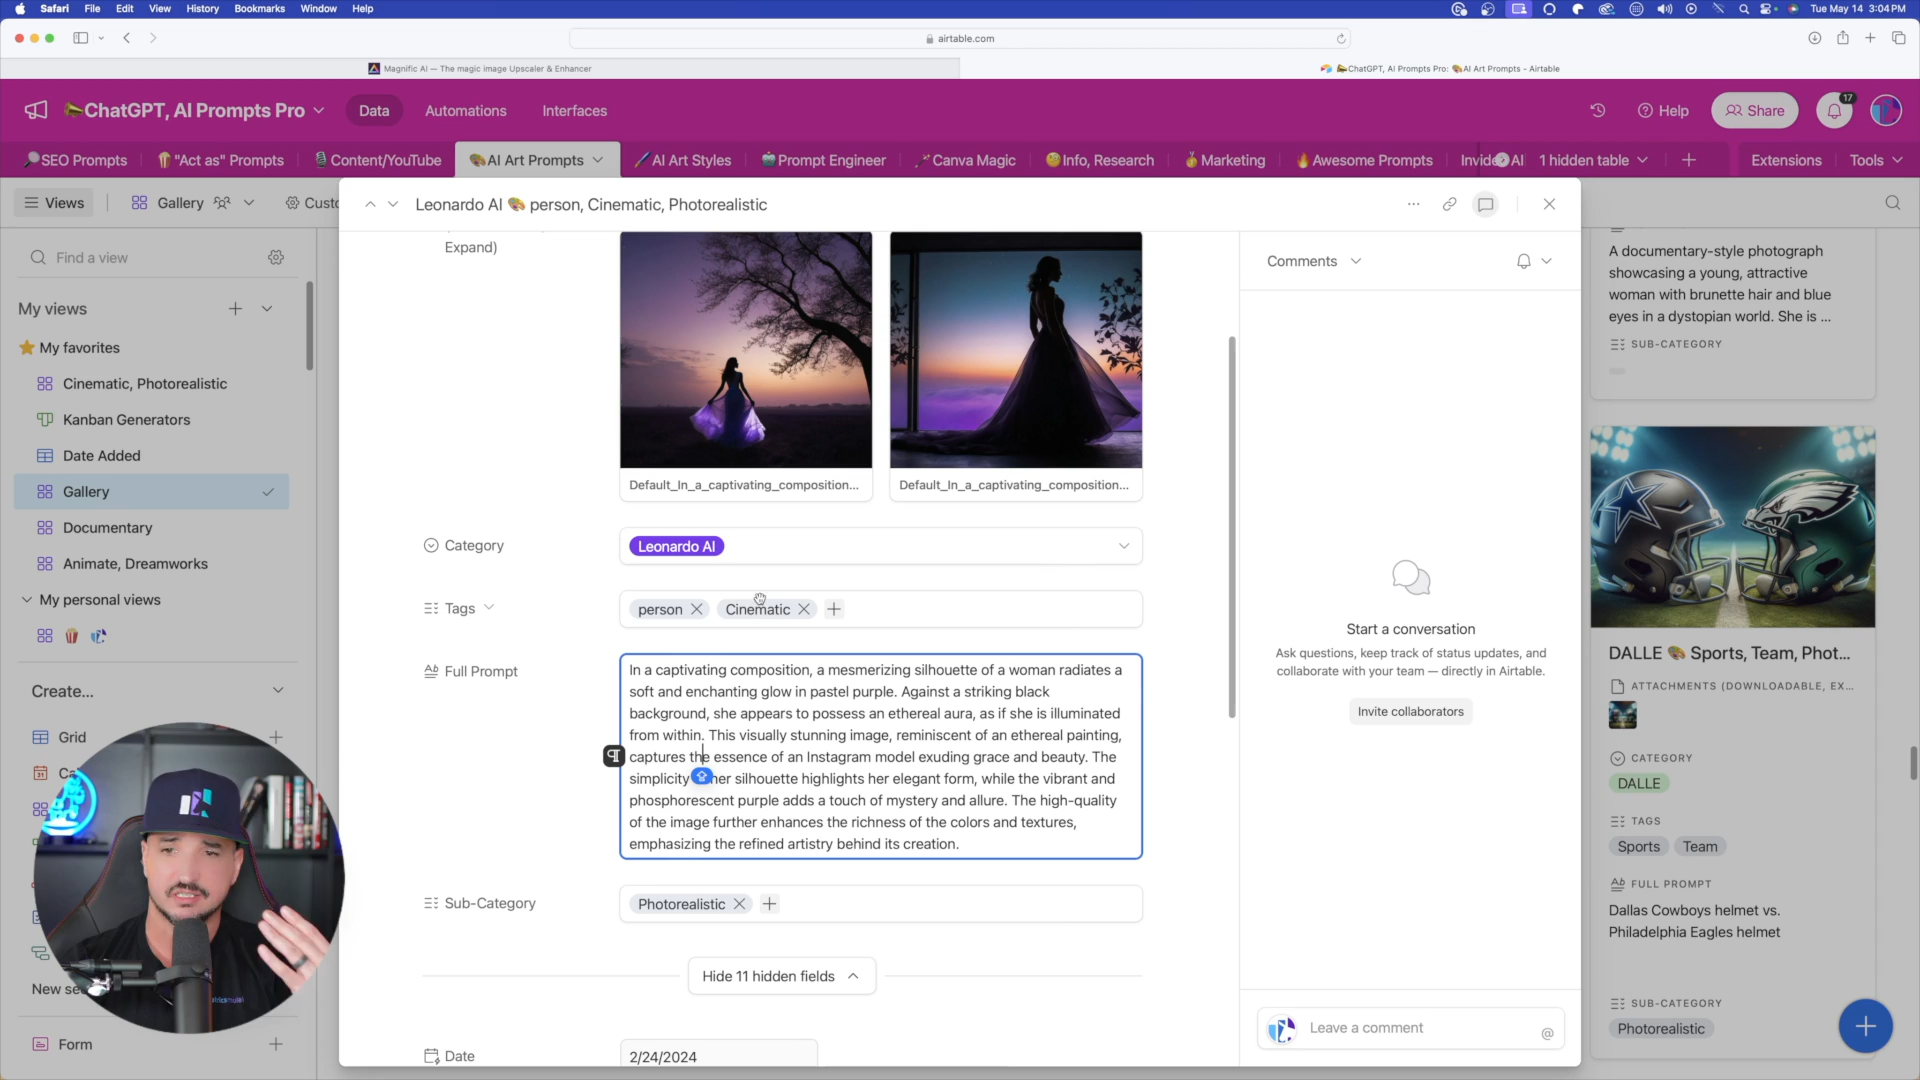 Safari File Edit View History Bookmarks Window Help
Tue May 14 3:04 PM
airtable.com
Magnific AI — The magic image Upscaler & Enhancer
ChatGPT, AI Prompts Pro: AI Art Prompts - Airtable
ChatGPT, AI Prompts Pro
Data Automations Interfaces
Help Share 17
SEO Prompts "Act as" Prompts Content/YouTube AI Art Prompts AI Art Styles Prompt Engineer Canva Magic Info, Research Marketing Awesome Prompts AI 1 hidden table Extensions Tools
Views Gallery
Find a view
My views
My favorites
Cinematic, Photorealistic
Kanban Generators
Date Added
Gallery
Documentary
Animate, Dreamworks
My personal views
Create...
Grid
Form
Leonardo AI person, Cinematic, Photorealistic
Expand)
Default_In_a_captivating_composition...
Default_In_a_captivating_composition...
Category
Leonardo AI
Tags
person Cinematic
Full Prompt
In a captivating composition, a mesmerizing silhouette of a woman radiates a
soft and enchanting glow in pastel purple. Against a striking black
background, she appears to possess an ethereal aura, as if she is illuminated
from within. This visually stunning image, reminiscent of an ethereal painting,
captures the essence of an Instagram model exuding grace and beauty. The
simplicity her silhouette highlights her elegant form, while the vibrant and
phosphorescent purple adds a touch of mystery and allure. The high-quality
of the image further enhances the richness of the colors and textures,
emphasizing the refined artistry behind its creation.
Sub-Category
Photorealistic
Hide 11 hidden fields
Date
2/24/2024
Comments
Start a conversation
Ask questions, keep track of status updates, and
collaborate with your team — directly in Airtable.
Invite collaborators
Leave a comment
@
A documentary-style photograph
showcasing a young, attractive
woman with brunette hair and blue
eyes in a dystopian world. She is ...
SUB-CATEGORY
DALLE Sports, Team, Phot...
ATTACHMENTS (DOWNLOADABLE, EX...
CATEGORY
DALLE
TAGS
Sports Team
FULL PROMPT
Dallas Cowboys helmet vs.
Philadelphia Eagles helmet
SUB-CATEGORY
Photorealistic